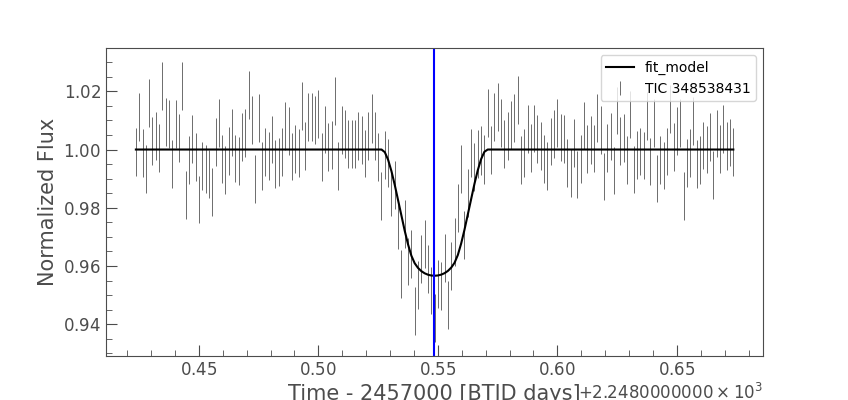 fit_model
TIC 348538431
1.02
1.00
0.98
0.96
0.94
Normalized Flux
0.45
0.50
0.55
0.60
0.65
Time - 2457000 [BTJD days]
+2.2480000000 × 10³